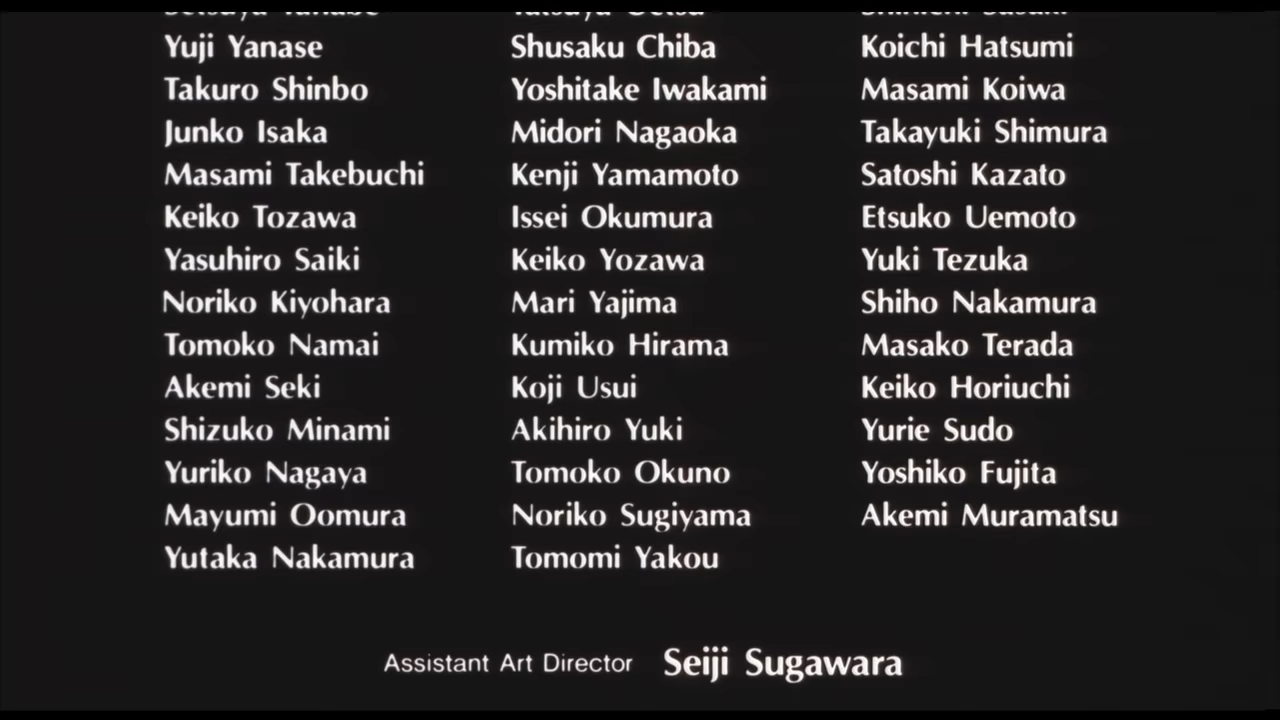 Yuji Yanase Shusaku Chiba Koichi Hatsumi
Takuro Shinbo Yoshitake Iwakami Masami Koiwa
Junko Isaka Midori Nagaoka Takayuki Shimura
Masami Takebuchi Kenji Yamamoto Satoshi Kazato
Keiko Tozawa Issei Okumura Etsuko Uemoto
Yasuhiro Saiki Keiko Yozawa Yuki Tezuka
Noriko Kiyohara Mari Yajima Shiho Nakamura
Tomoko Namai Kumiko Hirama Masako Terada
Akemi Seki Koji Usui Keiko Horiuchi
Shizuko Minami Akihiro Yuki Yurie Sudo
Yuriko Nagaya Tomoko Okuno Yoshiko Fujita
Mayumi Oomura Noriko Sugiyama Akemi Muramatsu
Yutaka Nakamura Tomomi Yakou
Assistant Art Director Seiji Sugawara